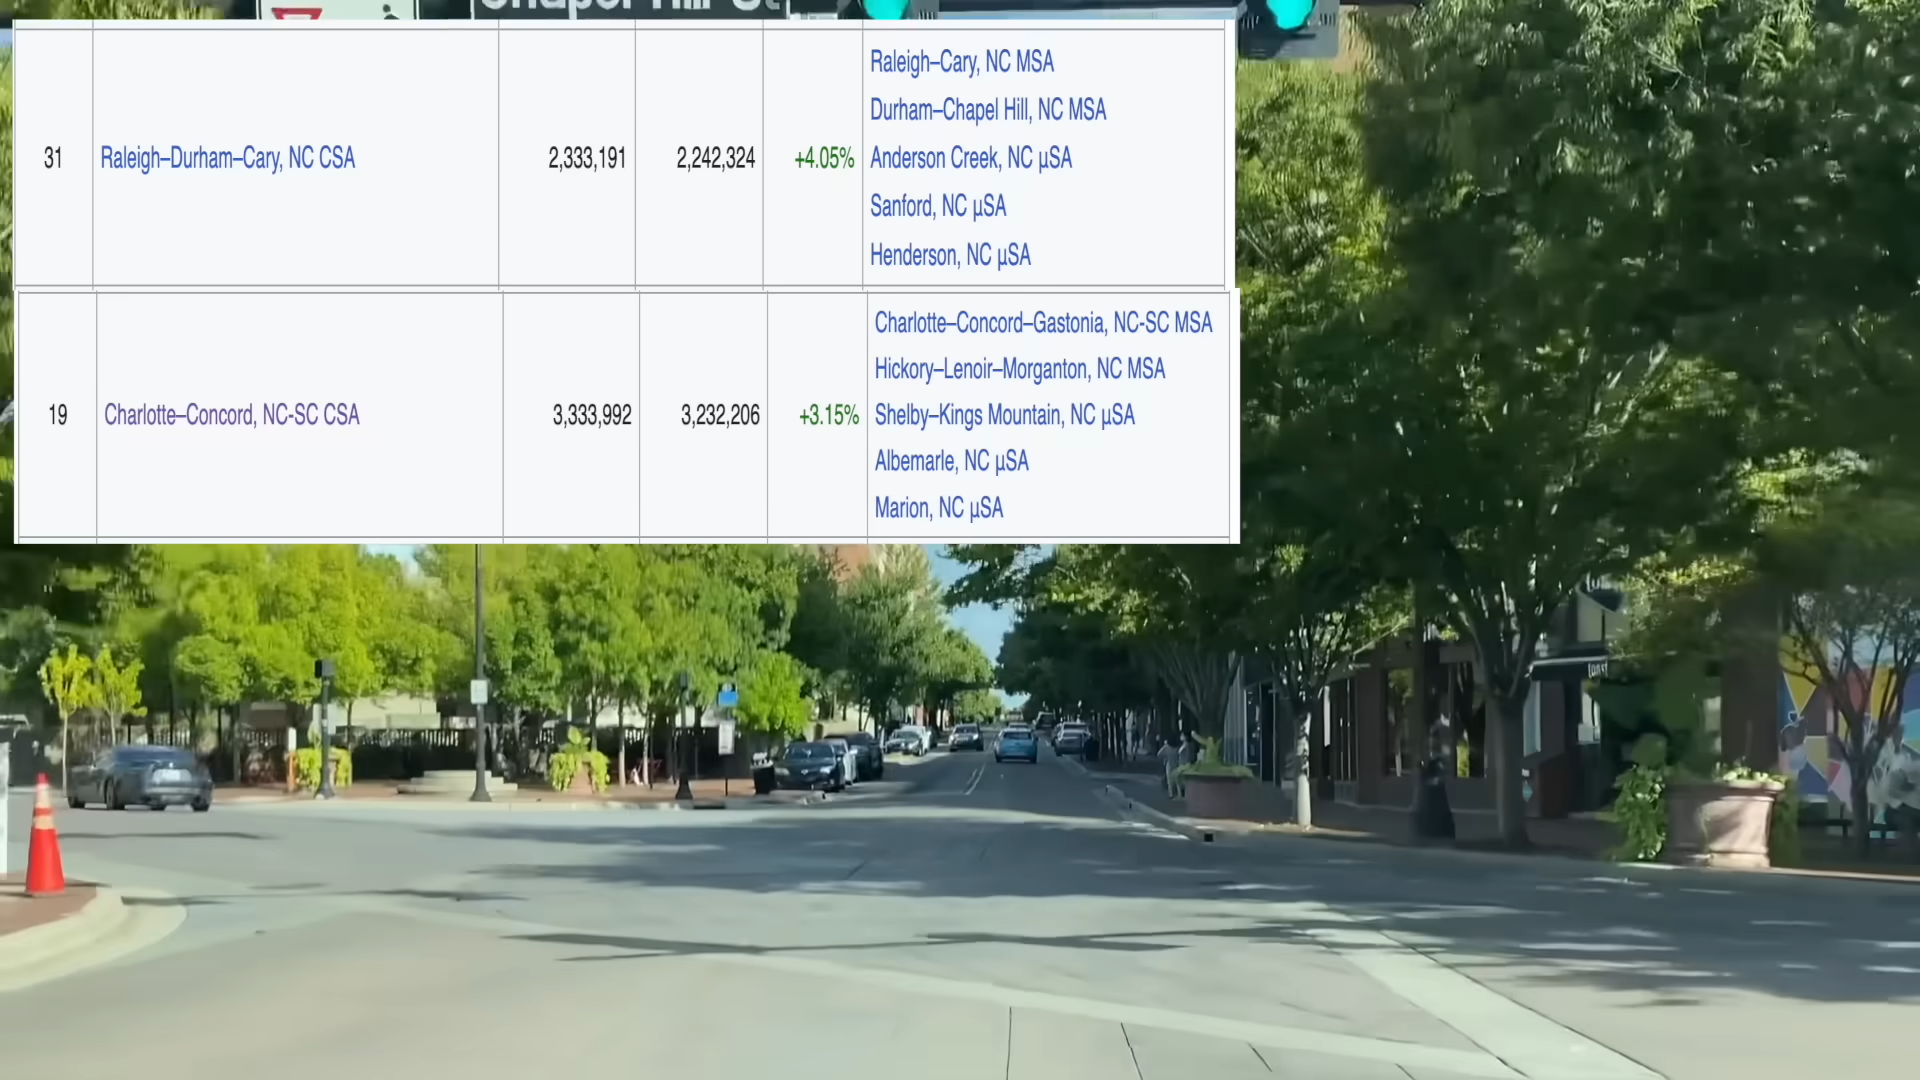 Chapel Hill St
31
Raleigh–Durham–Cary, NC CSA
2,333,191
2,242,324
+4.05%
Raleigh–Cary, NC MSA
Durham–Chapel Hill, NC MSA
Anderson Creek, NC μSA
Sanford, NC μSA
Henderson, NC μSA
19
Charlotte–Concord, NC-SC CSA
3,333,992
3,232,206
+3.15%
Charlotte–Concord–Gastonia, NC-SC MSA
Hickory–Lenoir–Morganton, NC MSA
Shelby–Kings Mountain, NC μSA
Albemarle, NC μSA
Marion, NC μSA